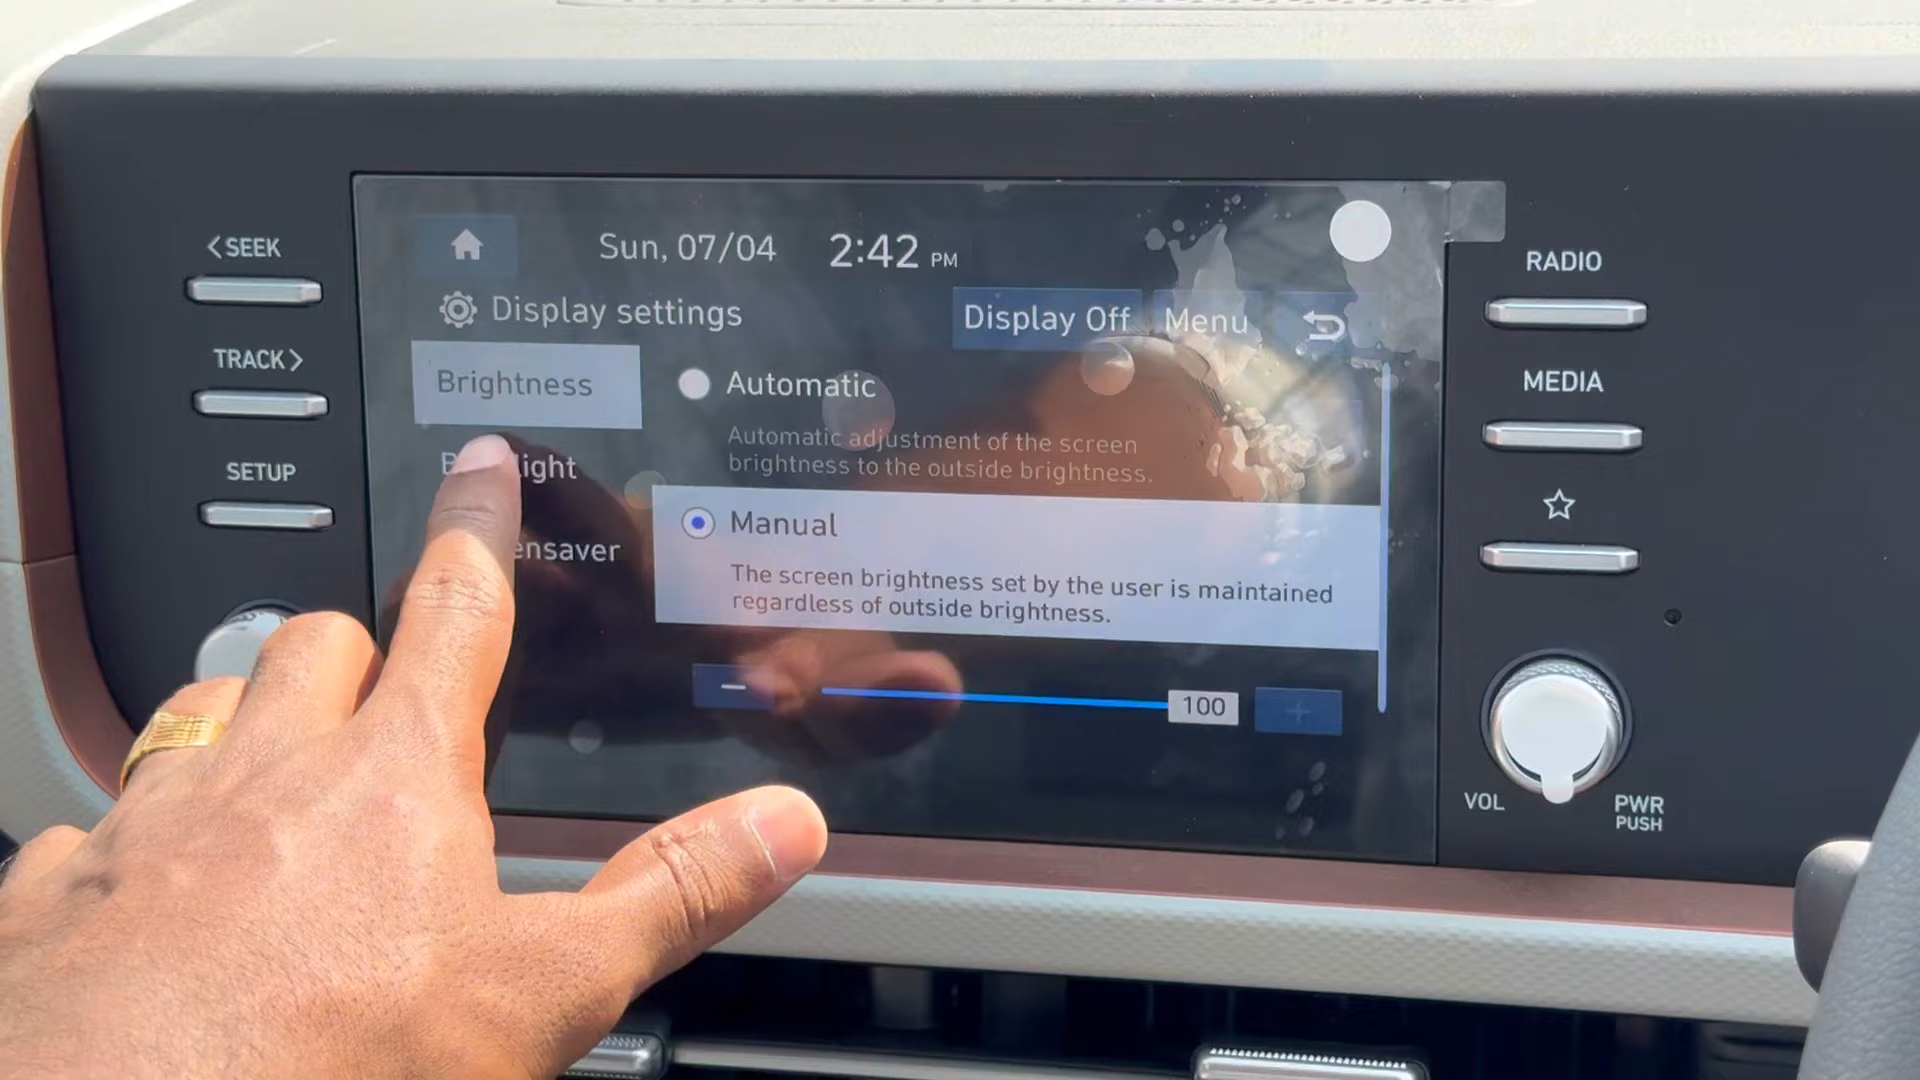 <SEEK
TRACK>
SETUP
Sun, 07/04 2:42 PM
Display settings
Display Off Menu
Brightness
light
ensaver
Automatic
Automatic adjustment of the screen
brightness to the outside brightness.
Manual
The screen brightness set by the user is maintained
regardless of outside brightness.
− 100 +
RADIO
MEDIA
VOL
PWR
PUSH